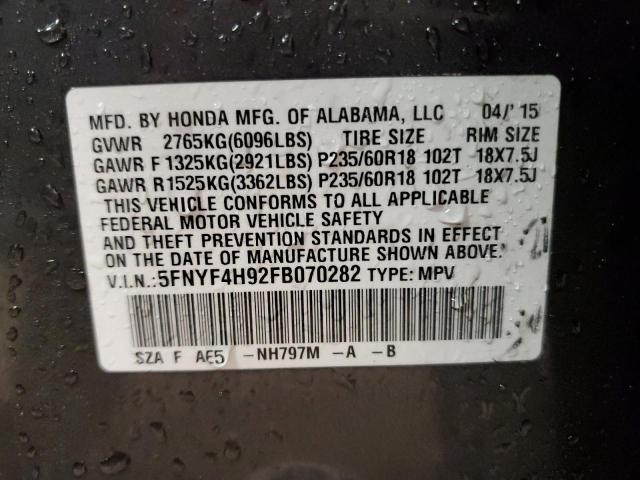 MFD. BY HONDA MFG. OF ALABAMA, LLC 04/'15
GVWR 2765KG(6096LBS) TIRE SIZE RIM SIZE
GAWR F 1325KG(2921LBS) P235/60R18 102T 18X7.5J
GAWR R 1525KG(3362LBS) P235/60R18 102T 18X7.5J
THIS VEHICLE CONFORMS TO ALL APPLICABLE
FEDERAL MOTOR VEHICLE SAFETY
AND THEFT PREVENTION STANDARDS IN EFFECT
ON THE DATE OF MANUFACTURE SHOWN ABOVE.
V.I.N.:5FNYF4H92FB070282 TYPE: MPV
SZA F AE5 -NH797M -A -B